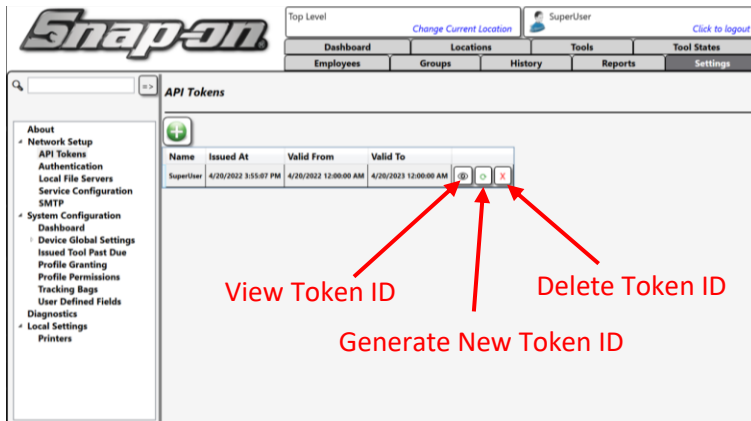 Snap-on
Top Level
Change Current Location
SuperUser
Click to logout
Dashboard Locations Tools Tool States
Employees Groups History Reports Settings
=>
API Tokens
About
Network Setup
API Tokens
Authentication
Local File Servers
Service Configuration
SMTP
System Configuration
Dashboard
Device Global Settings
Issued Tool Past Due
Profile Granting
Profile Permissions
Tracking Bags
User Defined Fields
Diagnostics
Local Settings
Printers
Name Issued At Valid From Valid To
SuperUser 4/20/2022 3:55:07 PM 4/20/2022 12:00:00 AM 4/20/2023 12:00:00 AM X
View Token ID
Delete Token ID
Generate New Token ID